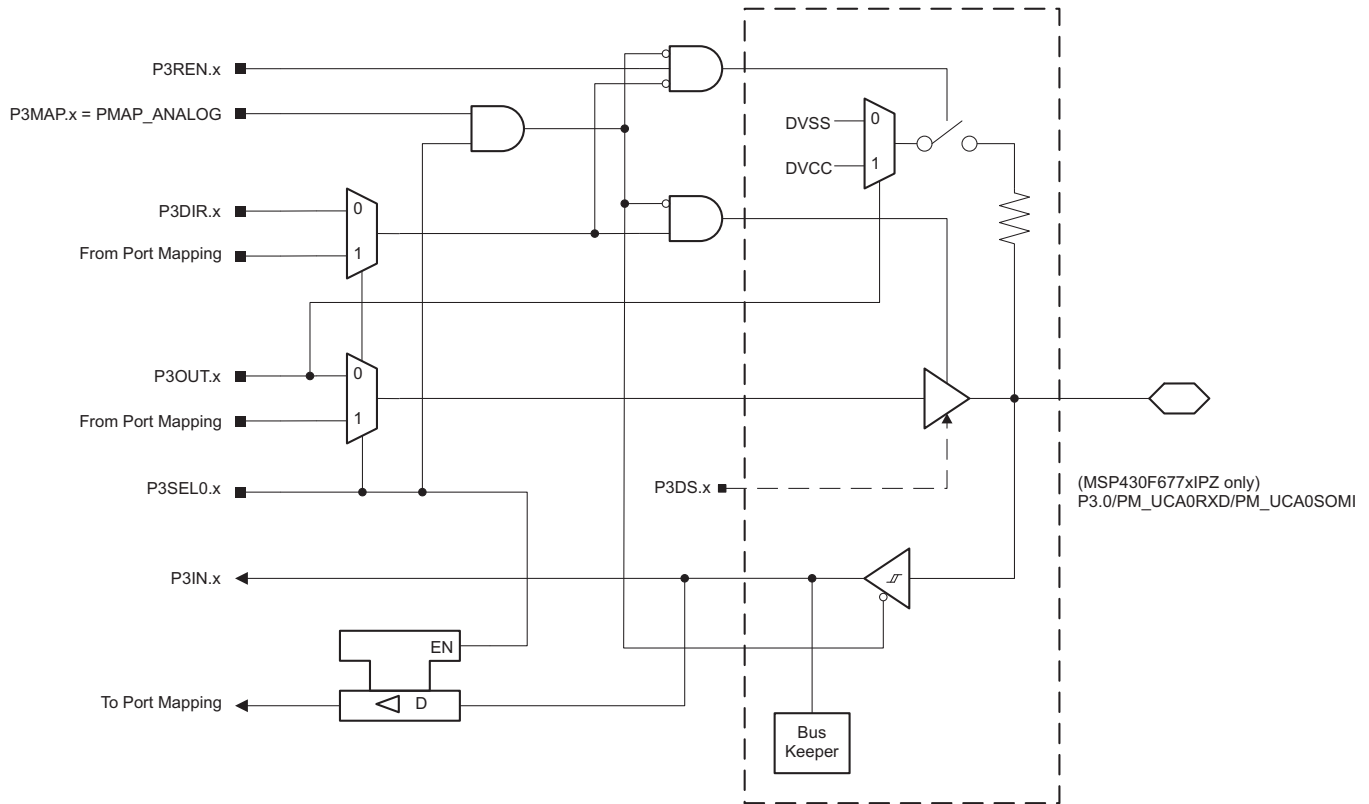 P3REN.x
P3MAP.x = PMAP_ANALOG
DVSS
0
DVCC
1
P3DIR.x
0
From Port Mapping
1
P3OUT.x
0
From Port Mapping
1
P3SEL0.x
P3DS.x
(MSP430F677xIPZ only)
P3.0/PM_UCA0RXD/PM_UCA0SOMI
P3IN.x
EN
To Port Mapping
D
Bus
Keeper